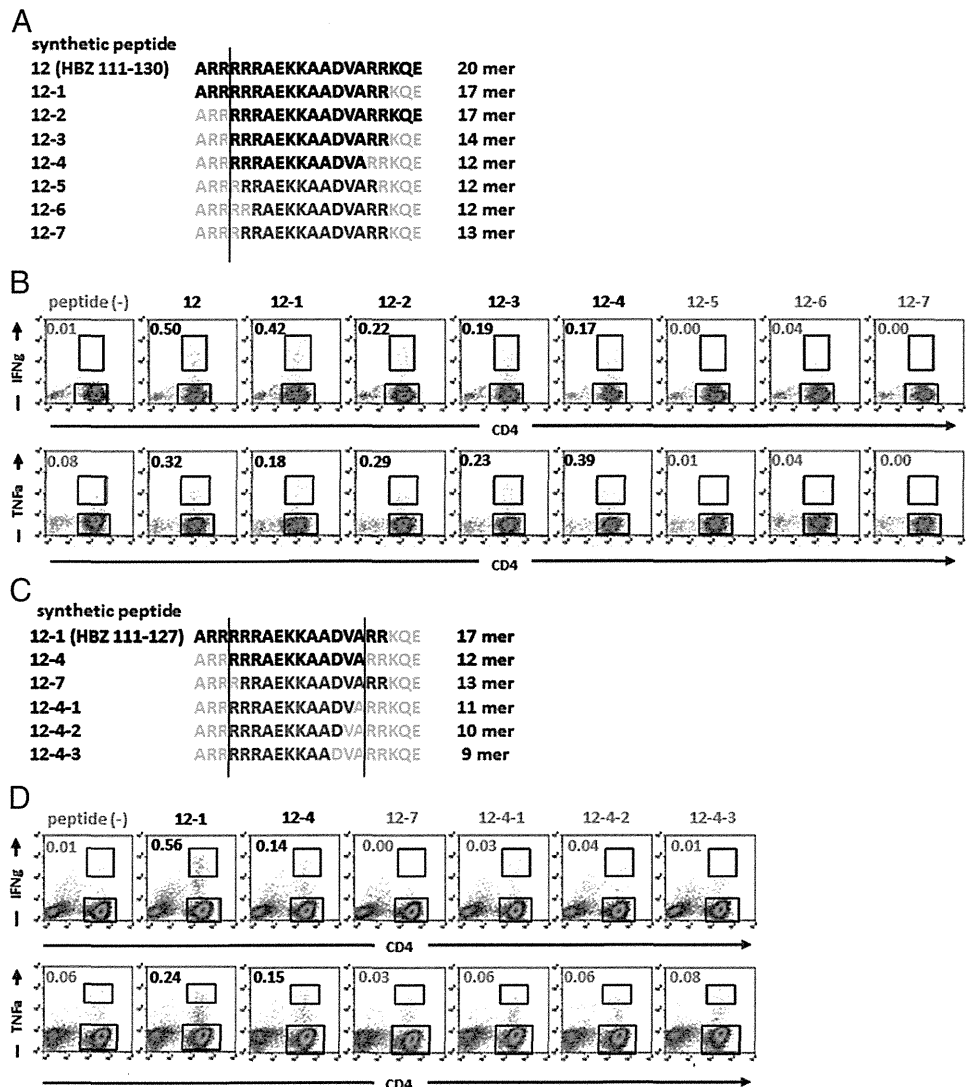 A
synthetic peptide
12 (HBZ 111-130) ARRRRRAEKKAADVARRKQE 20 mer
12-1 ARRRRRAEKKAADVARRKQE 17 mer
12-2 ARRRRRAEKKAADVARRKQE 17 mer
12-3 ARRRRRAEKKAADVARRKQE 14 mer
12-4 ARRRRRAEKKAADVARRKQE 12 mer
12-5 ARRRRRAEKKAADVARRKQE 12 mer
12-6 ARRRRRAEKKAADVARRKQE 12 mer
12-7 ARRRRRAEKKAADVARRKQE 13 mer
B
peptide (-) 12 12-1 12-2 12-3 12-4 12-5 12-6 12-7
0.01 0.50 0.42 0.22 0.19 0.17 0.00 0.04 0.00
IFNg
CD4
0.08 0.32 0.18 0.29 0.23 0.39 0.01 0.04 0.00
TNFa
CD4
C
synthetic peptide
12-1 (HBZ 111-127) ARRRRRAEKKAADVARRKQE 17 mer
12-4 ARRRRRAEKKAADVARRKQE 12 mer
12-7 ARRRRRAEKKAADVARRKQE 13 mer
12-4-1 ARRRRRAEKKAADVARRKQE 11 mer
12-4-2 ARRRRRAEKKAADVARRKQE 10 mer
12-4-3 ARRRRRAEKKAADVARRKQE 9 mer
D
peptide (-) 12-1 12-4 12-7 12-4-1 12-4-2 12-4-3
0.01 0.56 0.14 0.00 0.03 0.04 0.01
IFNg
CD4
0.06 0.24 0.15 0.03 0.06 0.06 0.08
TNFa
CD4